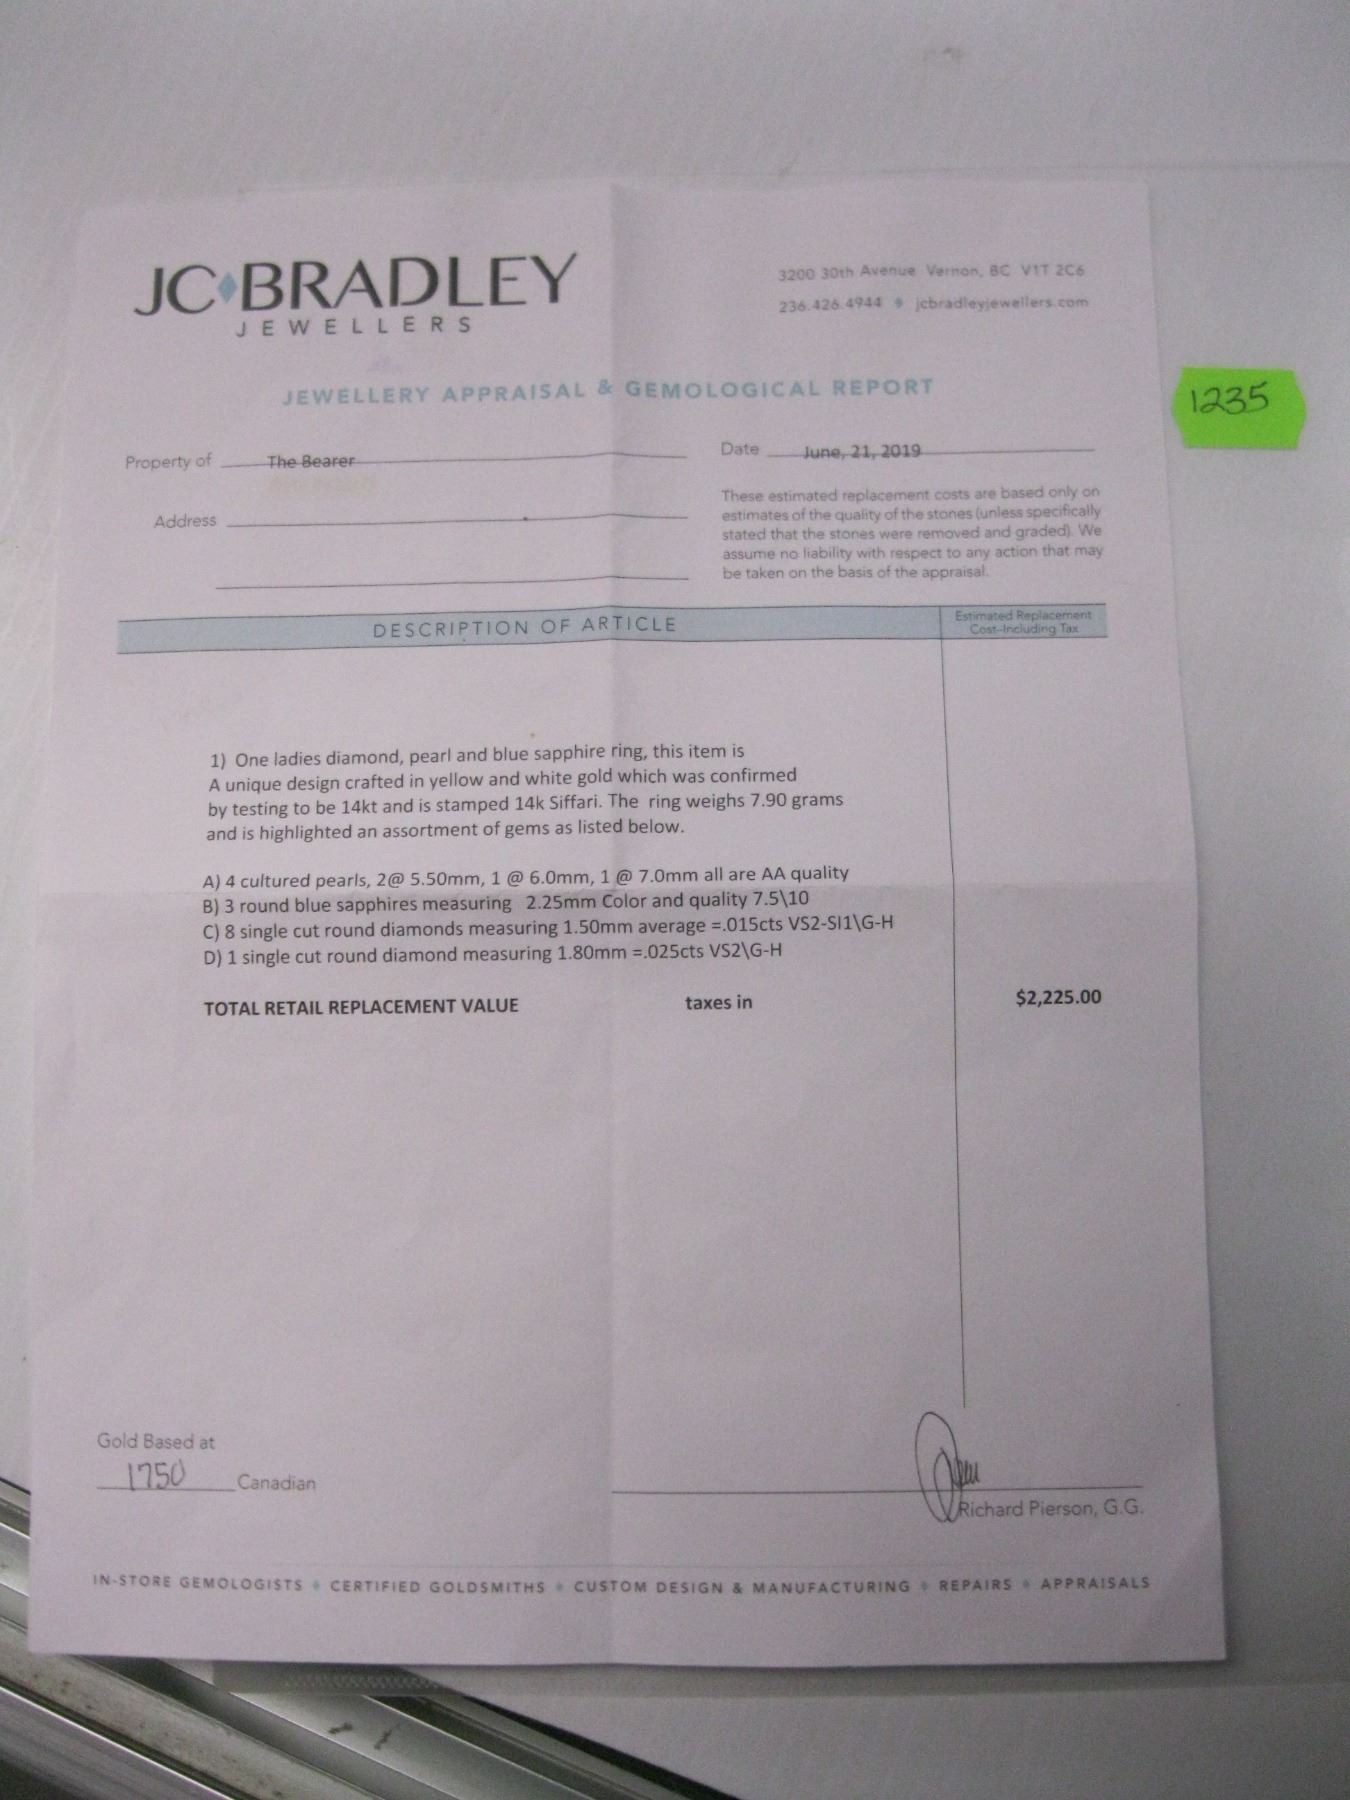 JC BRADLEY
JEWELLERS
3200 30th Avenue Vernon, BC V1T 2C6
236.426.4944 jcbradleyjewellers.com
JEWELLERY APPRAISAL & GEMOLOGICAL REPORT
1235
Property of The Bearer
Date June, 21, 2019
Address
These estimated replacement costs are based only on
estimates of the quality of the stones (unless specifically
stated that the stones were removed and graded). We
assume no liability with respect to any action that may
be taken on the basis of the appraisal.
DESCRIPTION OF ARTICLE
Estimated Replacement
Cost–Including Tax
1) One ladies diamond, pearl and blue sapphire ring, this item is
A unique design crafted in yellow and white gold which was confirmed
by testing to be 14kt and is stamped 14k Siffari. The ring weighs 7.90 grams
and is highlighted an assortment of gems as listed below.
A) 4 cultured pearls, 2@ 5.50mm, 1 @ 6.0mm, 1 @ 7.0mm all are AA quality
B) 3 round blue sapphires measuring 2.25mm Color and quality 7.5\10
C) 8 single cut round diamonds measuring 1.50mm average =.015cts VS2-SI1\G-H
D) 1 single cut round diamond measuring 1.80mm =.025cts VS2\G-H
TOTAL RETAIL REPLACEMENT VALUE taxes in $2,225.00
Gold Based at
1750 Canadian
Richard Pierson, G.G.
IN-STORE GEMOLOGISTS CERTIFIED GOLDSMITHS CUSTOM DESIGN & MANUFACTURING REPAIRS APPRAISALS